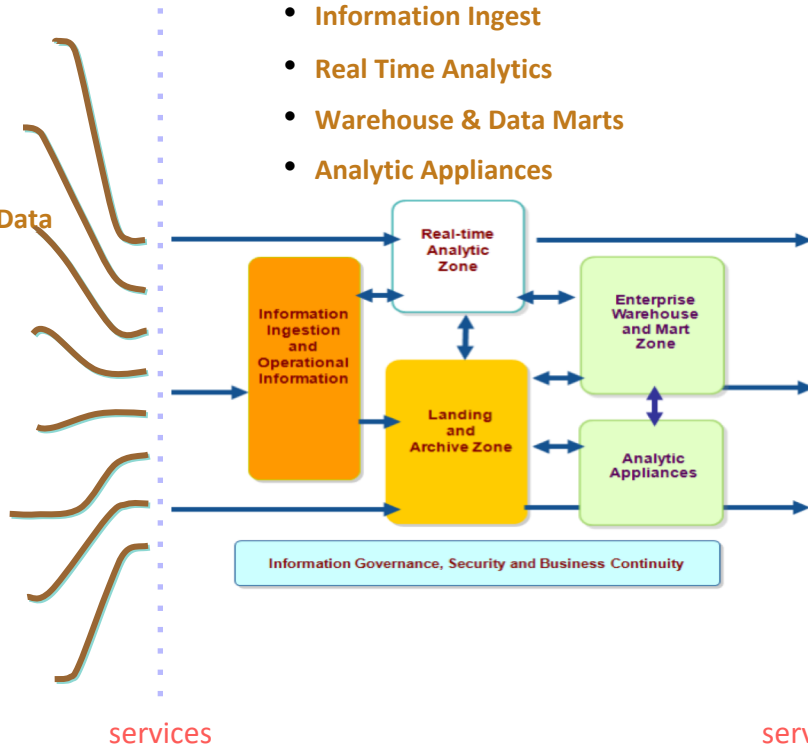 • Information Ingest
• Real Time Analytics
• Warehouse & Data Marts
• Analytic Appliances
Data
Real-time
Analytic
Zone
Information
Ingestion
and
Operational
Information
Enterprise
Warehouse
and Mart
Zone
Landing
and
Archive Zone
Analytic
Appliances
Information Governance, Security and Business Continuity
services
serv